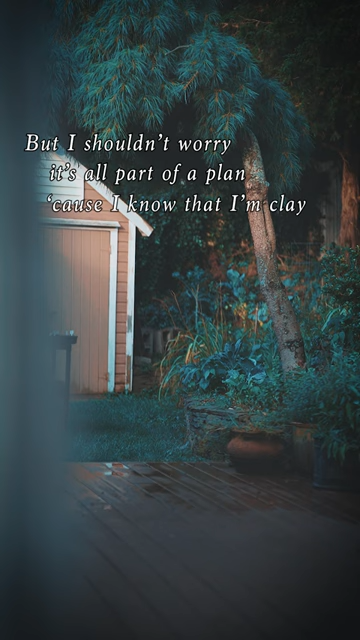 But I shouldn't worry
it's all part of a plan
‘cause I know that I'm clay